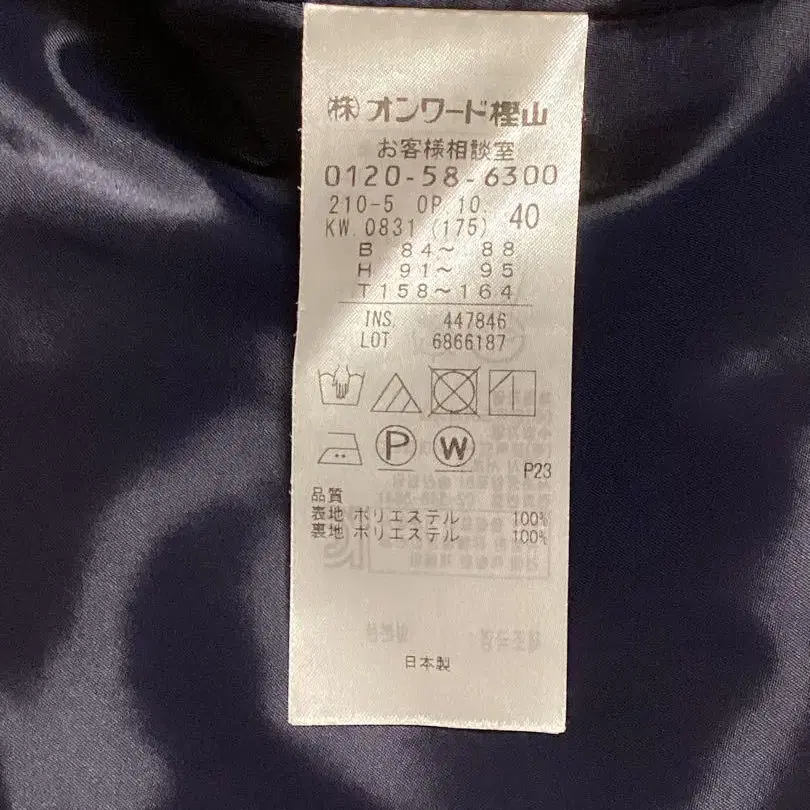 (株)オンワード樫山
お客様相談室
0120-58-6300
210-5 OP 10 40
KW.0831 (175)
B 84～ 88
H 91～ 95
T158～164
INS. 447846
LOT 6866187
P W
P23
品質
表地 ポリエステル 100%
裏地 ポリエステル 100%
日本製